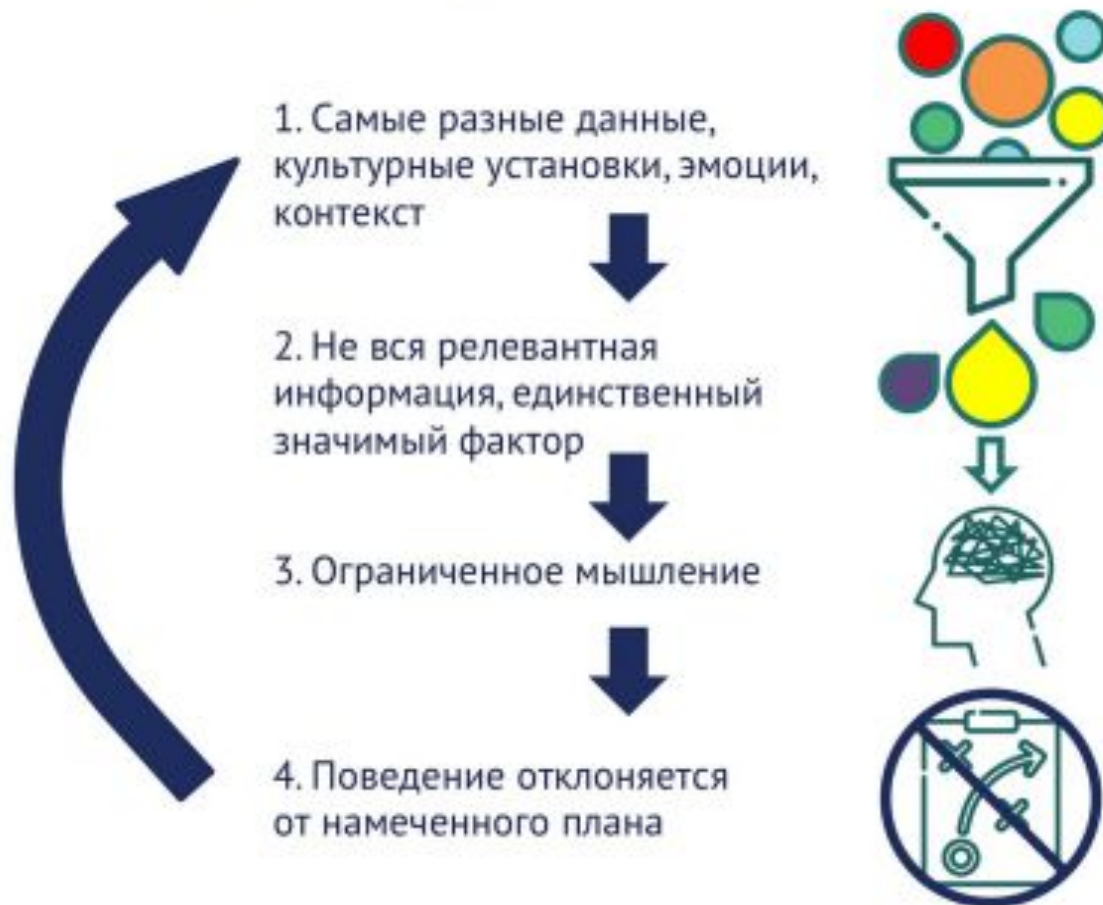 1. Самые разные данные,
культурные установки, эмоции,
контекст
2. Не вся релевантная
информация, единственный
значимый фактор
3. Ограниченное мышление
4. Поведение отклоняется
от намеченного плана